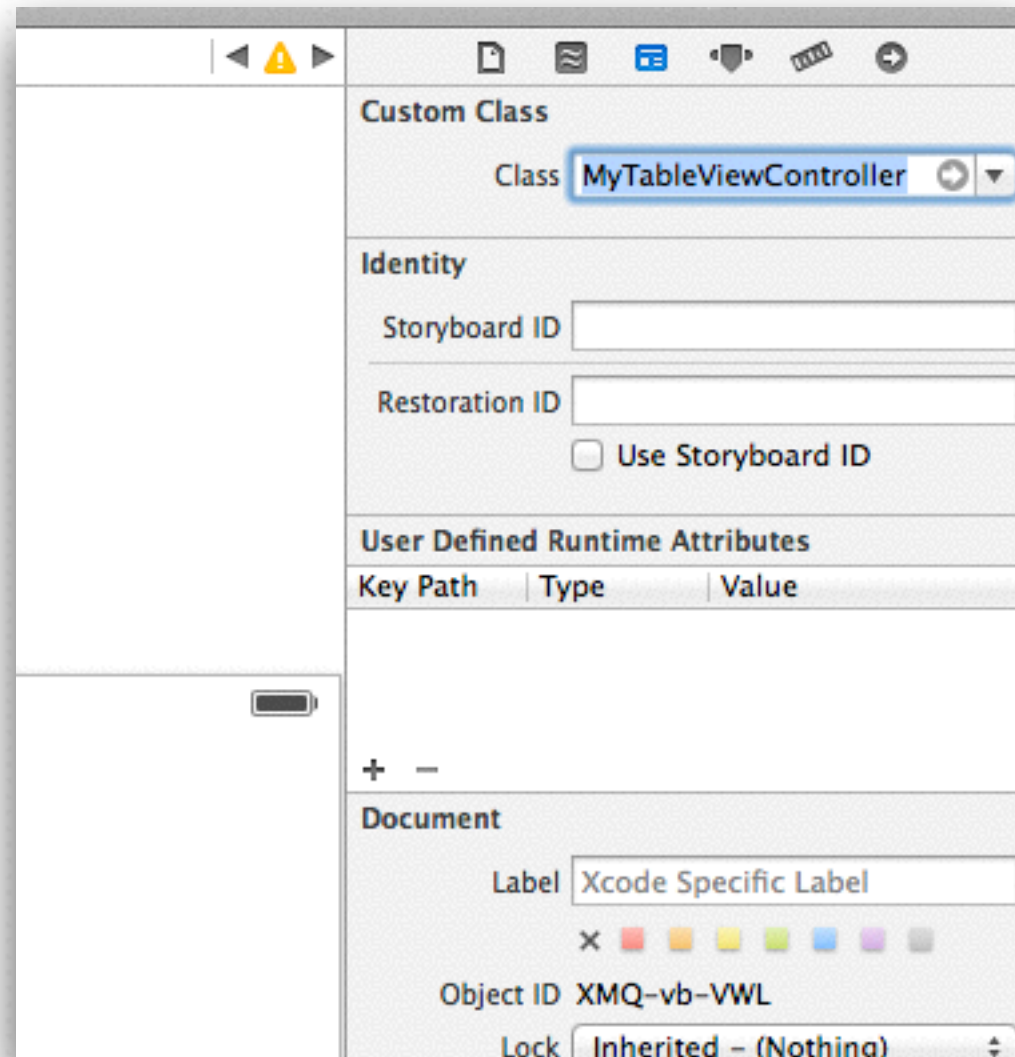 Custom Class
Class MyTableViewController
Identity
Storyboard ID
Restoration ID
Use Storyboard ID
User Defined Runtime Attributes
Key Path Type Value
+ −
Document
Label Xcode Specific Label
Object ID XMQ-vb-VWL
Lock Inherited - (Nothing)